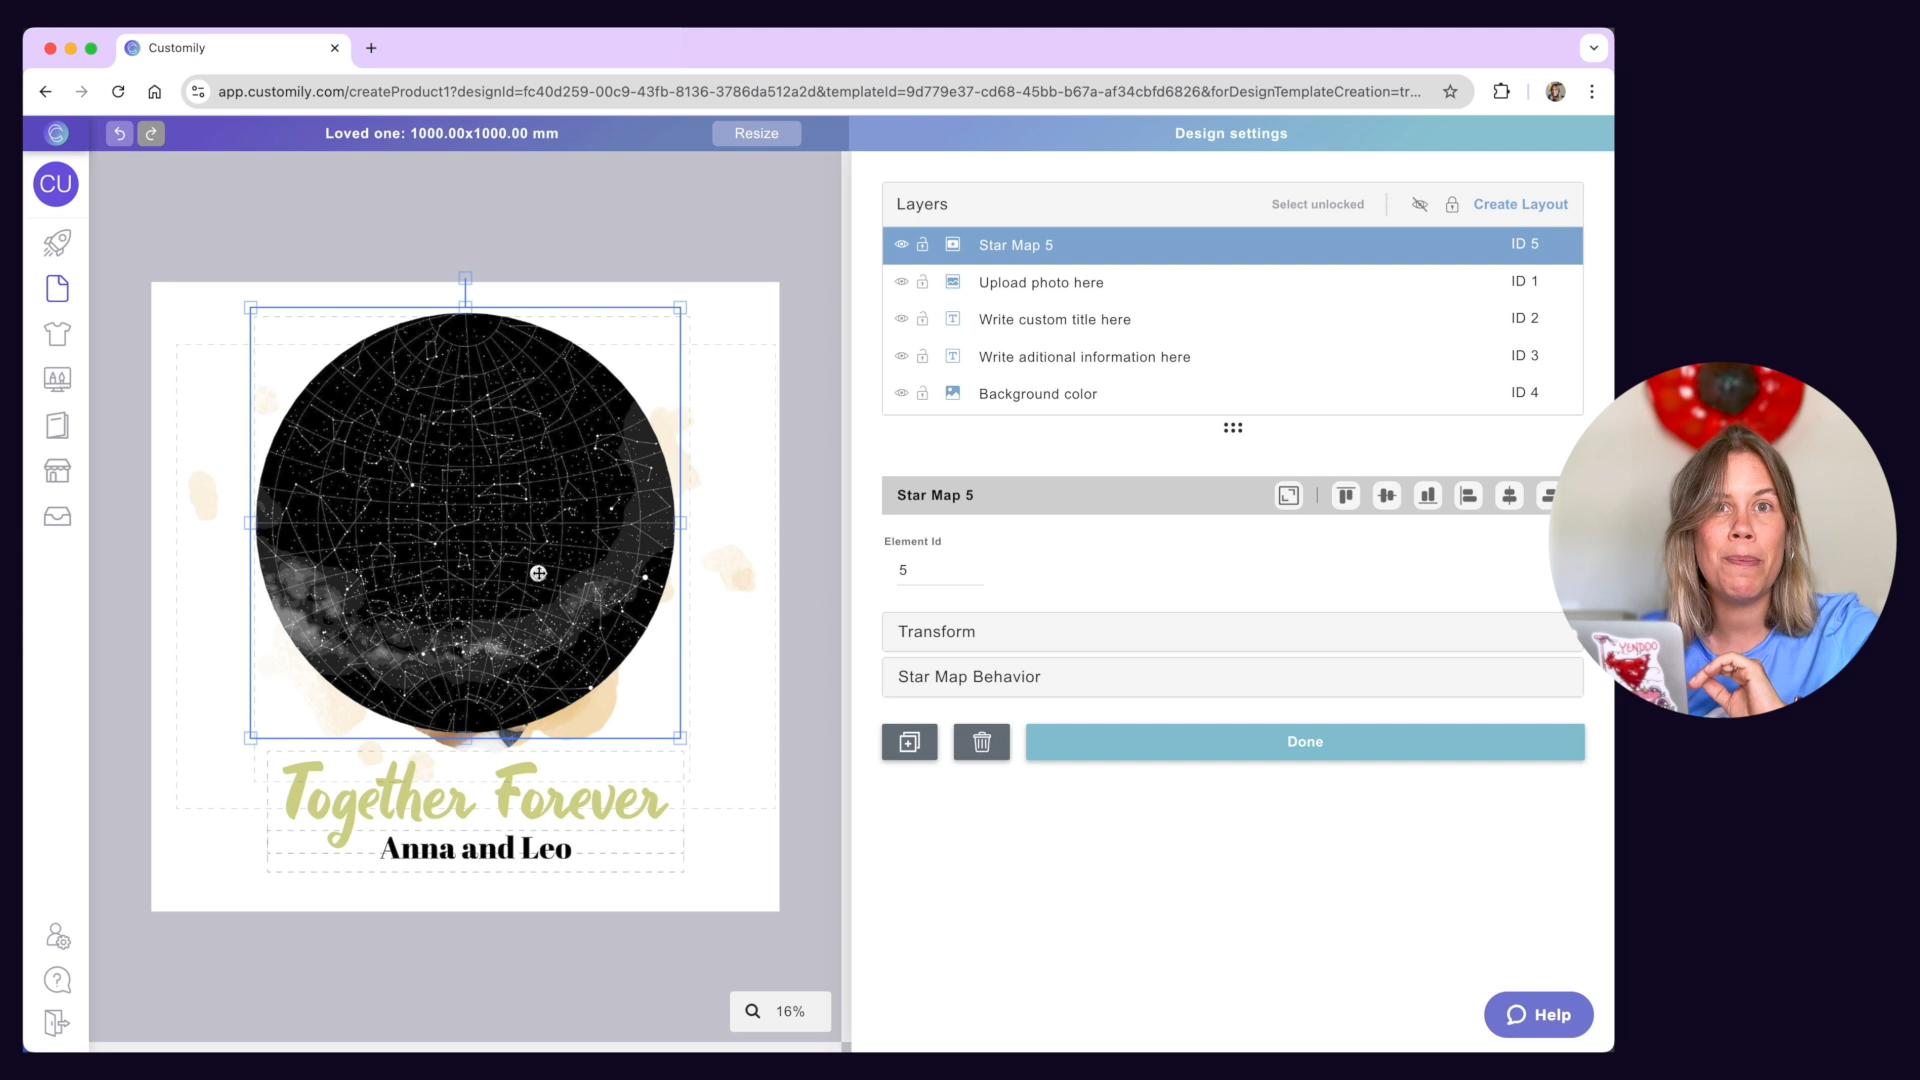 Customily
app.customily.com/createProduct1?designId=fc40d259-00c9-43fb-8136-3786da512a2d&templateId=9d779e37-cd68-45bb-b67a-af34cbfd6826&forDesignTemplateCreation=tr...
Loved one: 1000.00x1000.00 mm
Resize
Design settings
CU
Layers
Select unlocked
Create Layout
Star Map 5 ID 5
Upload photo here ID 1
Write custom title here ID 2
Write aditional information here ID 3
Background color ID 4
Star Map 5
Element Id
5
Transform
Star Map Behavior
Done
Together Forever
Anna and Leo
16%
Help
YENDOO